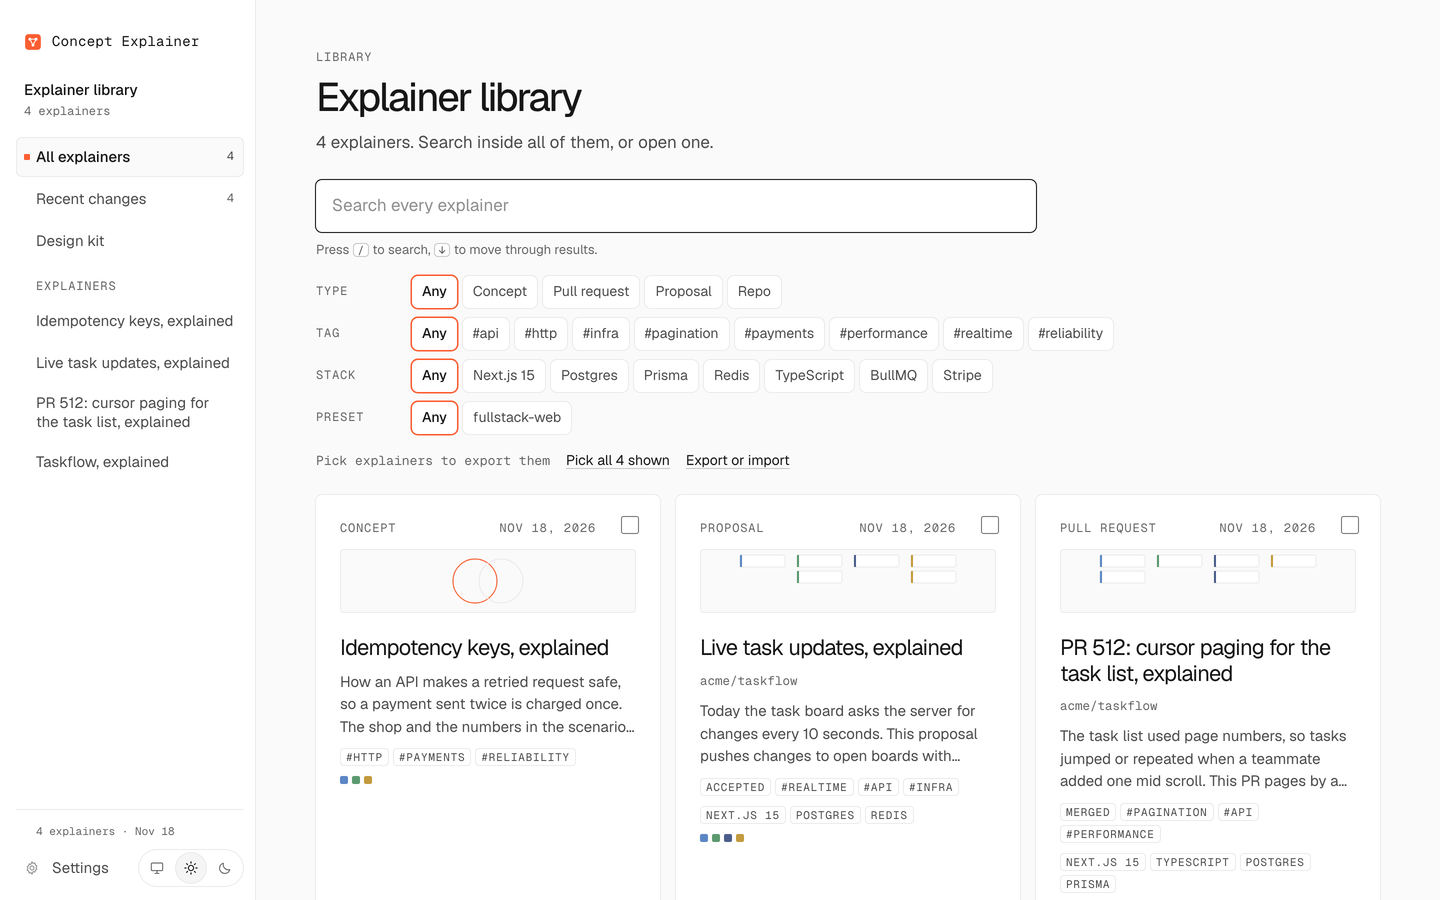 Concept Explainer
Explainer library
4 explainers
All explainers 4
Recent changes 4
Design kit
EXPLAINERS
Idempotency keys, explained
Live task updates, explained
PR 512: cursor paging for
the task list, explained
Taskflow, explained
4 explainers · Nov 18
Settings
LIBRARY
Explainer library
4 explainers. Search inside all of them, or open one.
Search every explainer
Press / to search, ↓ to move through results.
TYPE Any Concept Pull request Proposal Repo
TAG Any #api #http #infra #pagination #payments #performance #realtime #reliability
STACK Any Next.js 15 Postgres Prisma Redis TypeScript BullMQ Stripe
PRESET Any fullstack-web
Pick explainers to export them Pick all 4 shown Export or import
CONCEPT NOV 18, 2026
Idempotency keys, explained
How an API makes a retried request safe,
so a payment sent twice is charged once.
The shop and the numbers in the scenario…
#HTTP #PAYMENTS #RELIABILITY
PROPOSAL NOV 18, 2026
Live task updates, explained
acme/taskflow
Today the task board asks the server for
changes every 10 seconds. This proposal
pushes changes to open boards with…
ACCEPTED #REALTIME #API #INFRA
NEXT.JS 15 POSTGRES REDIS
PULL REQUEST NOV 18, 2026
PR 512: cursor paging for the
task list, explained
acme/taskflow
The task list used page numbers, so tasks
jumped or repeated when a teammate
added one mid scroll. This PR pages by a…
MERGED #PAGINATION #API
#PERFORMANCE
NEXT.JS 15 TYPESCRIPT POSTGRES
PRISMA